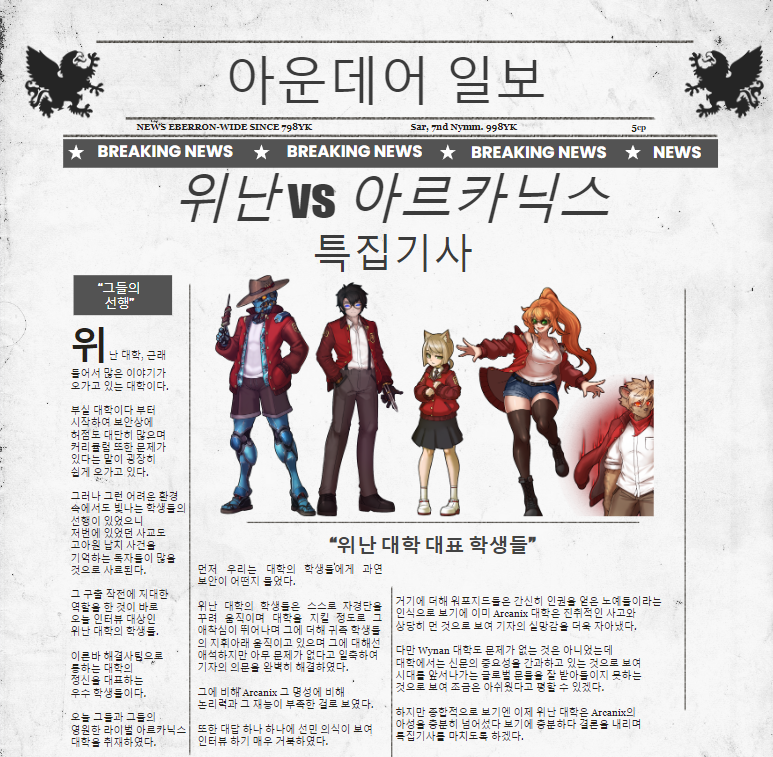 아운데어 일보
NEWS EBERRON-WIDE SINCE 798YK Sar, 7nd Nymm. 998YK 5cp
BREAKING NEWS BREAKING NEWS BREAKING NEWS NEWS
위난 VS 아르카닉스
특집기사
“그들의
선행”
위난 대학, 근래
들어서 많은 이야기가
오가고 있는 대학이다.
부실 대학이다 부터
시작하여 보안상에
허점도 대단히 많으며
커리큘럼 또한 문제가
있다는 말이 굉장히
쉽게 오가고 있다.
그러나 그런 어려운 환경
속에서도 빛나는 학생들의
선행이 있었으니
저번에 있었던 사교도
고아원 납치 사건을
기억하는 독자들이 많을
것으로 사료된다.
그 구출 작전에 지대한
역할을 한 것이 바로
오늘 인터뷰 대상인
위난 대학의 학생들.
이른바 해결사팀으로
통하는 대학의
정신을 대표하는
우수 학생들이다.
오늘 그들과 그들의
영원한 라이벌 아르카닉스
대학을 취재하였다.
“위난 대학 대표 학생들”
먼저 우리는 대학의 학생들에게 과연
보안이 어떤지 물었다.
위난 대학의 학생들은 스스로 자경단을
꾸려 움직이며 대학을 지킬 정도로 그
애착심이 뛰어나며 그에 더해 귀족 학생들
의 지휘아래 움직이고 있으며 그에 대해선
애석하지만 아무 문제가 없다고 일축하여
기자의 의문을 완벽히 해결하였다.
그에 비해 Arcanix 그 명성에 비해
논리력과 그 재능이 부족한 걸로 보였다.
또한 대답 하나 하나에 선민 의식이 보여
인터뷰 하기 매우 거북하였다.
거기에 더해 워포지드들은 간신히 인권을 얻은 노예들이라는
인식으로 보기에 이미 Arcanix 대학은 진취적인 사고와
상당히 먼 것으로 보여 기자의 실망감을 더욱 자아냈다.
다만 Wynan 대학도 문제가 없는 것은 아니었는데
대학에서는 신문의 중요성을 간과하고 있는 것으로 보여
시대를 앞서나가는 글로벌 문물을 잘 받아들이지 못하는
것으로 보여 조금은 아쉬웠다고 평할 수 있겠다.
하지만 종합적으로 보기엔 이제 위난 대학은 Arcanix의
아성을 충분히 넘어섰다 보기에 충분하다 결론을 내리며
특집기사를 마치도록 하겠다.